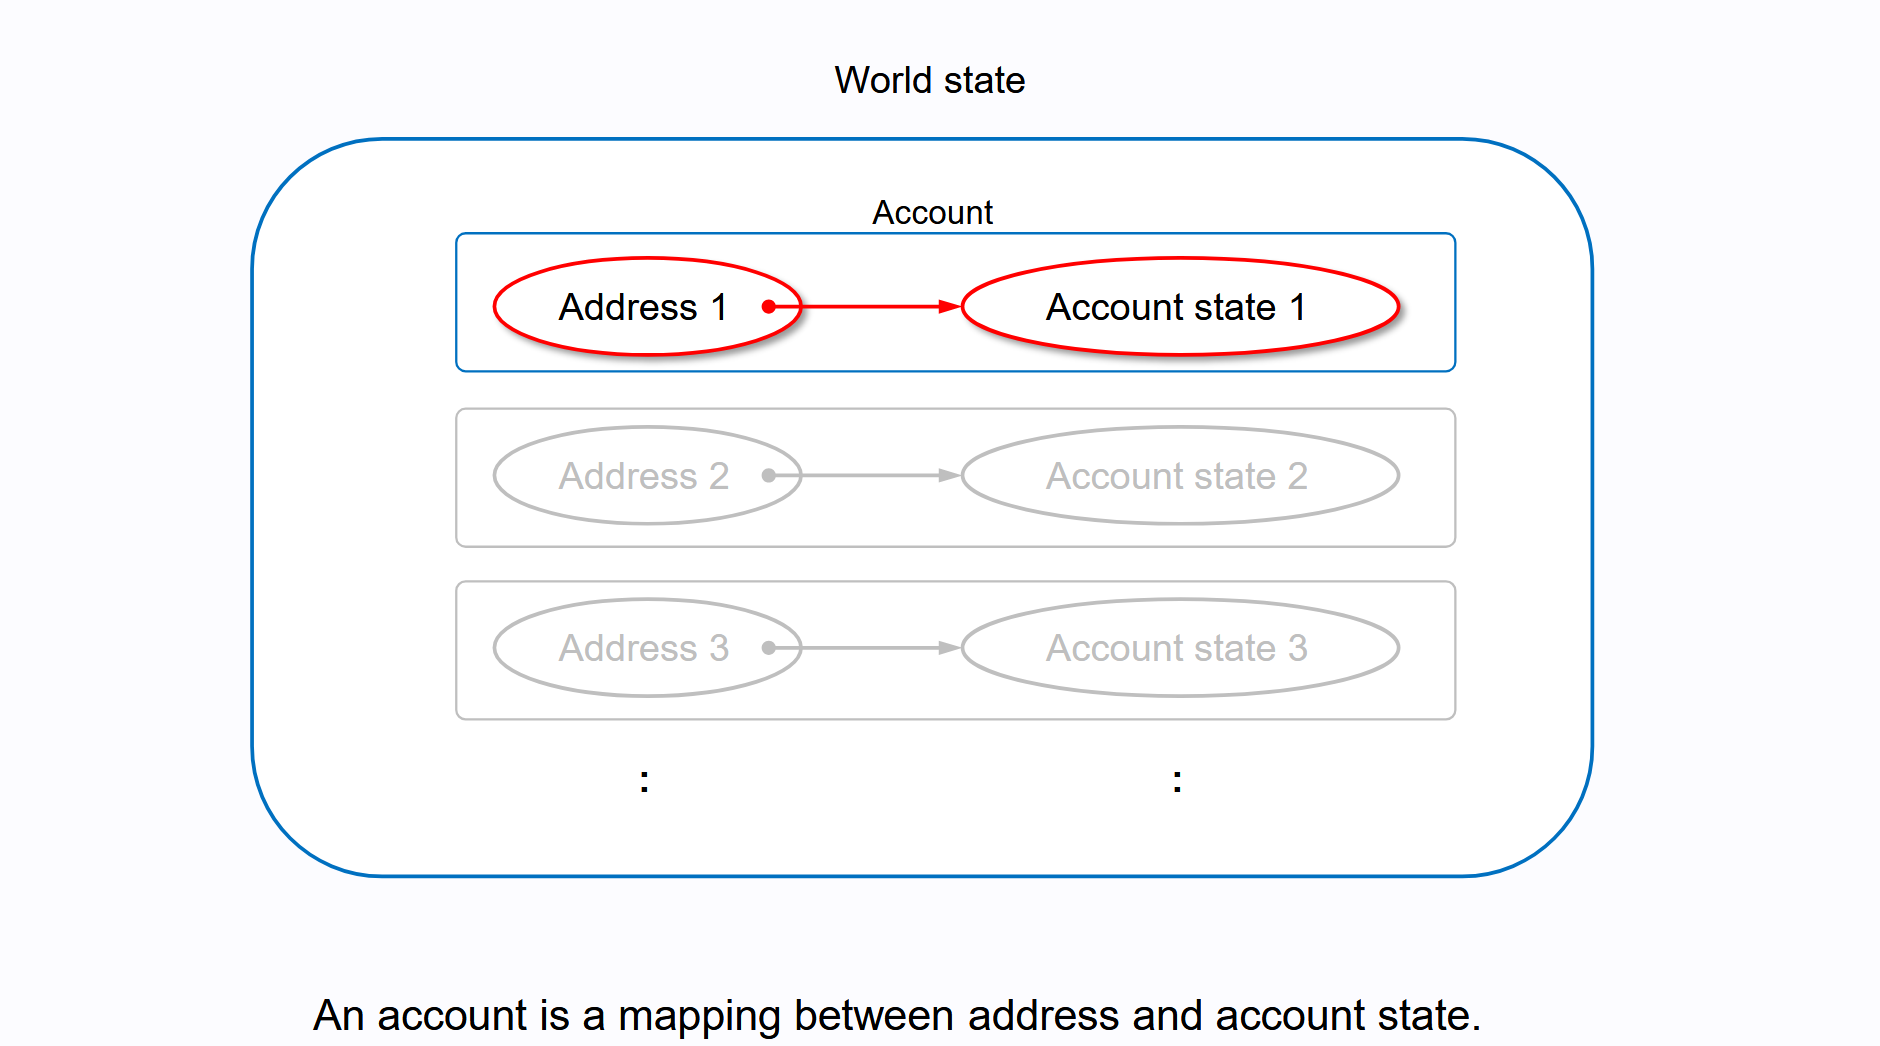 World state
Account
Address 1
Account state 1
Address 2
Account state 2
Address 3
Account state 3
: :
An account is a mapping between address and account state.